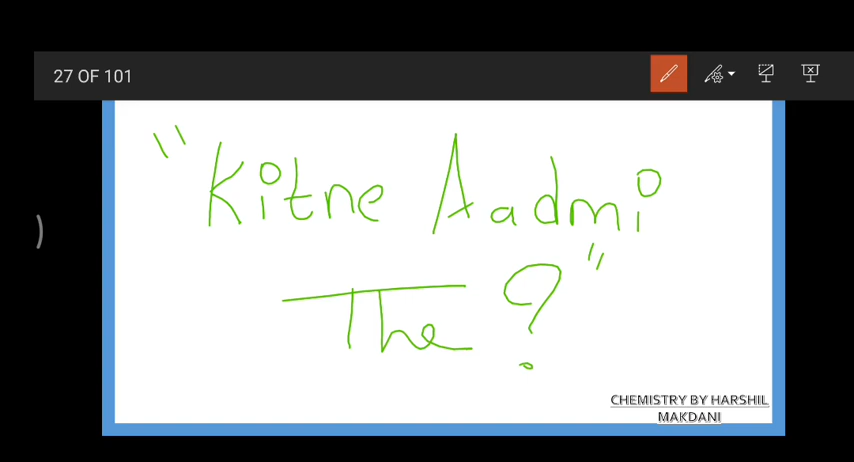 27 OF 101
"Kitne Aadmi
The ?"
CHEMISTRY BY HARSHIL
MAKDANI